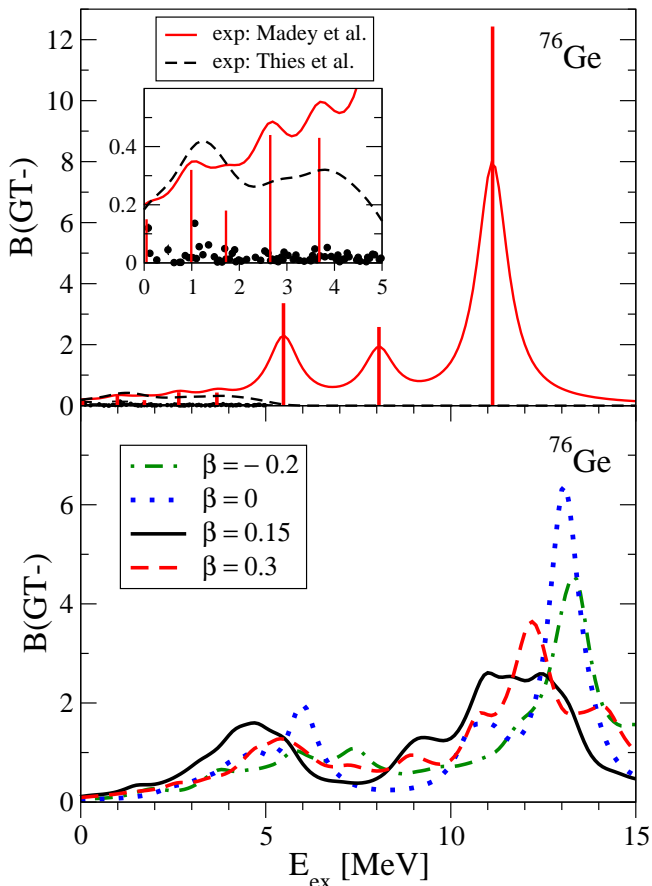 exp: Madey et al.
exp: Thies et al.
⁷⁶Ge
B(GT-)
12
10
8
6
4
2
0
0.4
0.2
0
0 1 2 3 4 5
⁷⁶Ge
β = − 0.2
β = 0
β = 0.15
β = 0.3
B(GT-)
6
4
2
0
0 5 10 15
E_ex [MeV]